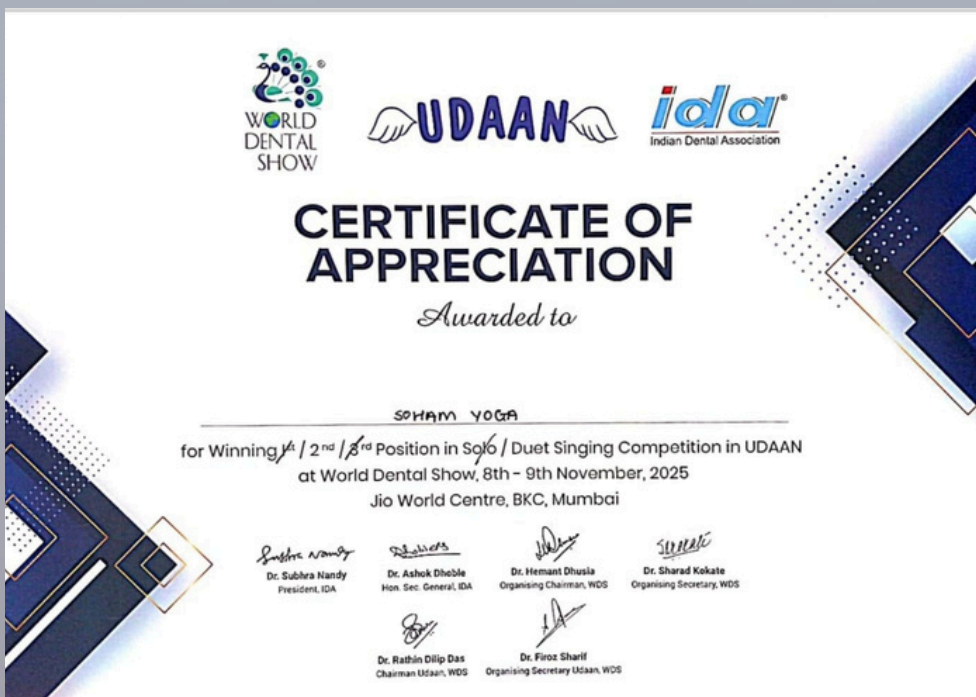 WORLD
DENTAL
SHOW
UDAAN
ida
Indian Dental Association
CERTIFICATE OF
APPRECIATION
Awarded to
SOHAM YOGA
for Winning 1st / 2nd / 3rd Position in Solo / Duet Singing Competition in UDAAN
at World Dental Show, 8th - 9th November, 2025
Jio World Centre, BKC, Mumbai
Subhra Nandy
Dr. Subhra Nandy
President, IDA
Dr. Ashok Dhoble
Hon. Sec. General, IDA
Dr. Hemant Dhusia
Organising Chairman, WDS
Dr. Sharad Kokate
Organising Secretary, WDS
Dr. Rathin Dilip Das
Chairman Udaan, WDS
Dr. Firoz Sharif
Organising Secretary Udaan, WDS